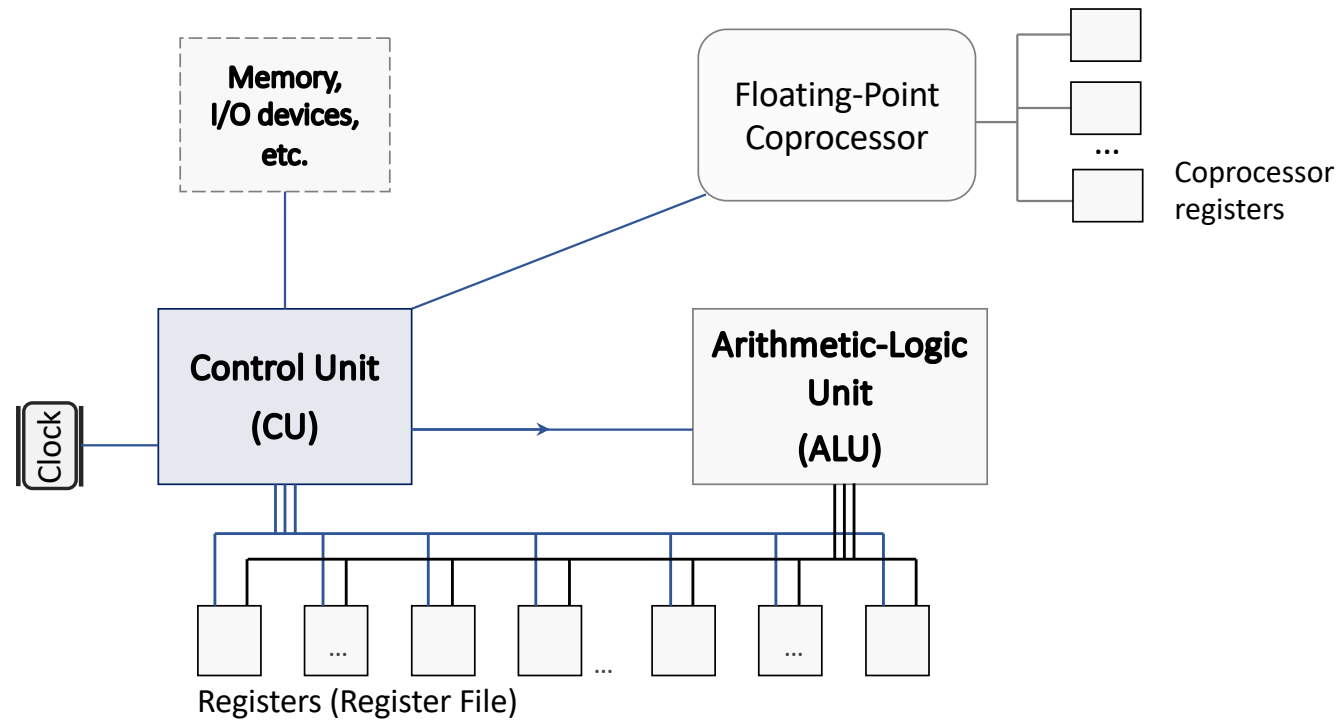 Memory,
I/O devices,
etc.
Floating-Point
Coprocessor
...
Coprocessor
registers
Control Unit
(CU)
Arithmetic-Logic
Unit
(ALU)
Clock
...
...
...
Registers (Register File)